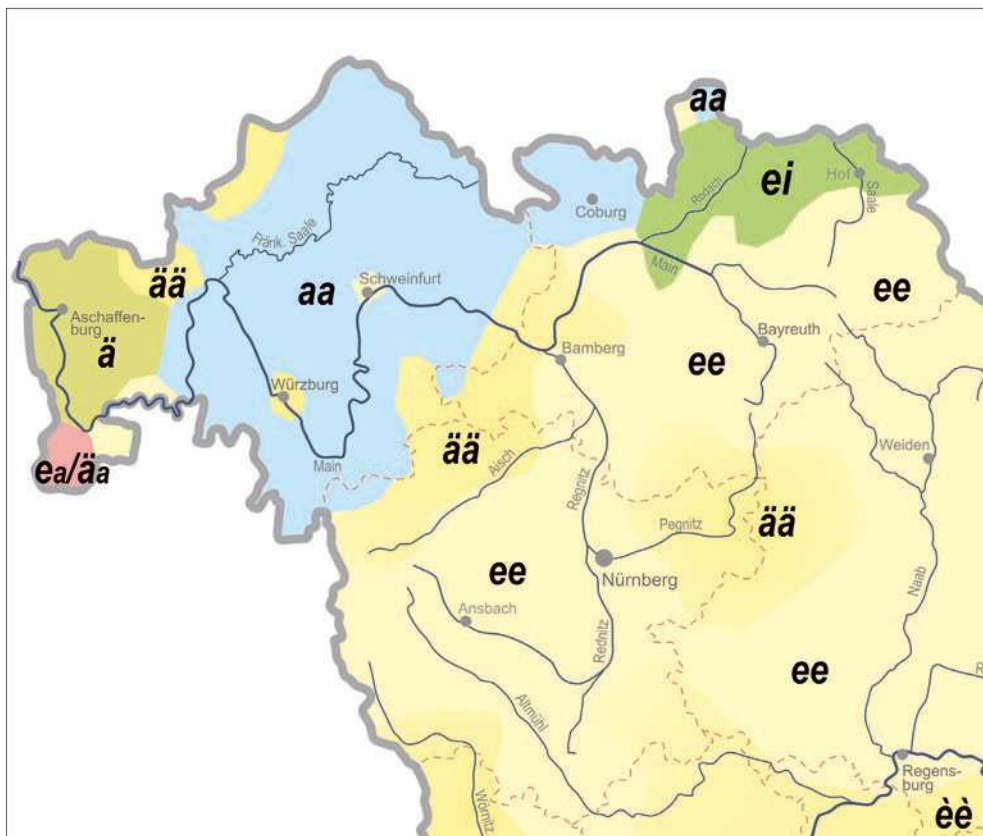 aa
ei
Hof
Saale
Rodach
Coburg
Fränk. Saale
Main
ää
aa
Schweinfurt
ee
Aschaffen-
burg
ä
Bayreuth
Bamberg
ee
Würzburg
ea/äa
Main
ää
Aisch
Weiden
Regnitz
Pegnitz
ää
ee
Nürnberg
Naab
Ansbach
Rednitz
ee
R
Altmühl
Regens-
burg
Wörnitz
èè